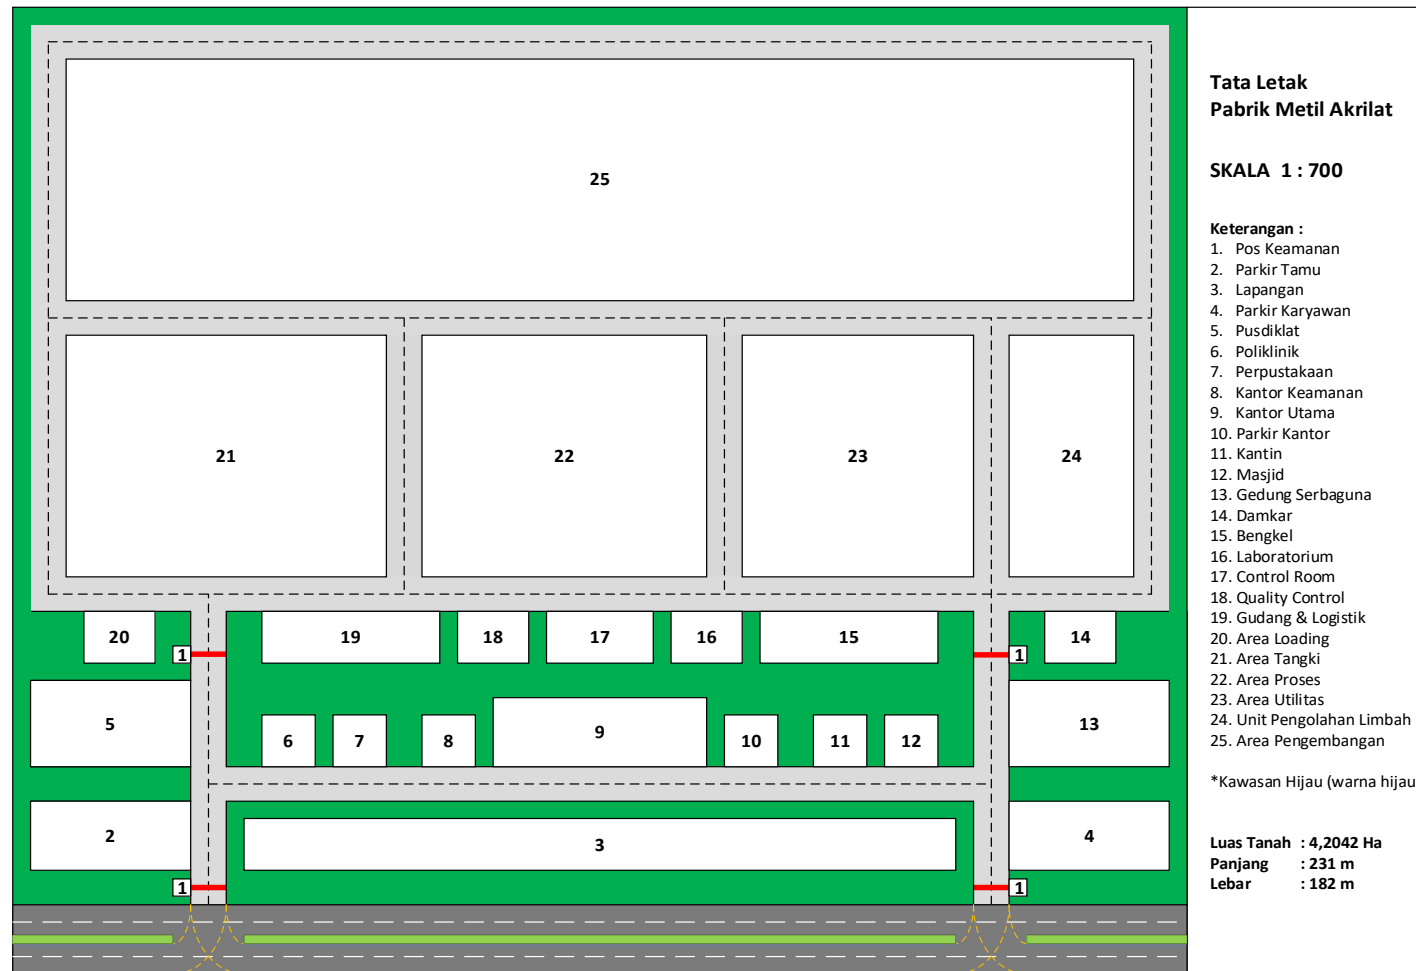 Tata Letak
Pabrik Metil Akrilat
SKALA 1 : 700
Keterangan :
1. Pos Keamanan
2. Parkir Tamu
3. Lapangan
4. Parkir Karyawan
5. Pusdiklat
6. Poliklinik
7. Perpustakaan
8. Kantor Keamanan
9. Kantor Utama
10. Parkir Kantor
11. Kantin
12. Masjid
13. Gedung Serbaguna
14. Damkar
15. Bengkel
16. Laboratorium
17. Control Room
18. Quality Control
19. Gudang & Logistik
20. Area Loading
21. Area Tangki
22. Area Proses
23. Area Utilitas
24. Unit Pengolahan Limbah
25. Area Pengembangan
*Kawasan Hijau (warna hijau
Luas Tanah : 4,2042 Ha
Panjang : 231 m
Lebar : 182 m
25
21 22 23 24
20 19 18 17 16 15 14
1 1
5 6 7 8 9 10 11 12 13
2 3 4
1 1